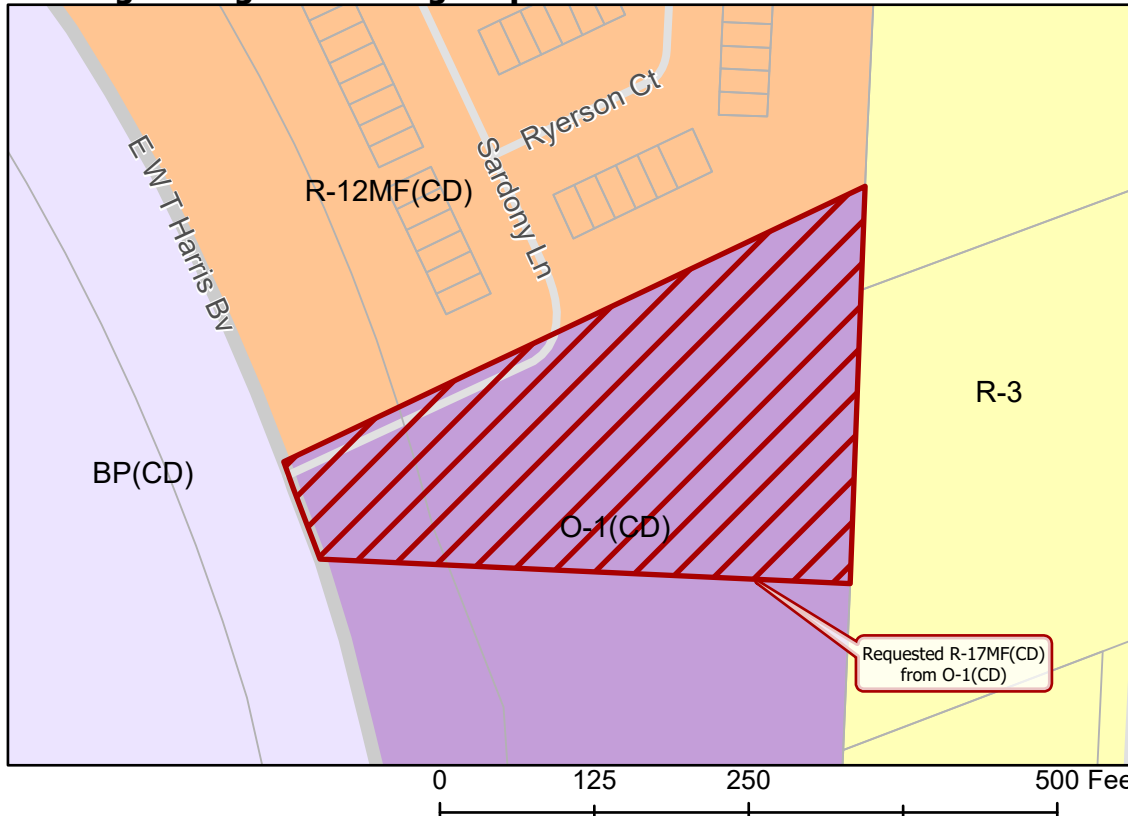 Ryerson Ct
E W T Harris Bv
Sardony Ln
R-12MF(CD)
R-3
BP(CD)
O-1(CD)
Requested R-17MF(CD)
from O-1(CD)
0 125 250 500 Fee